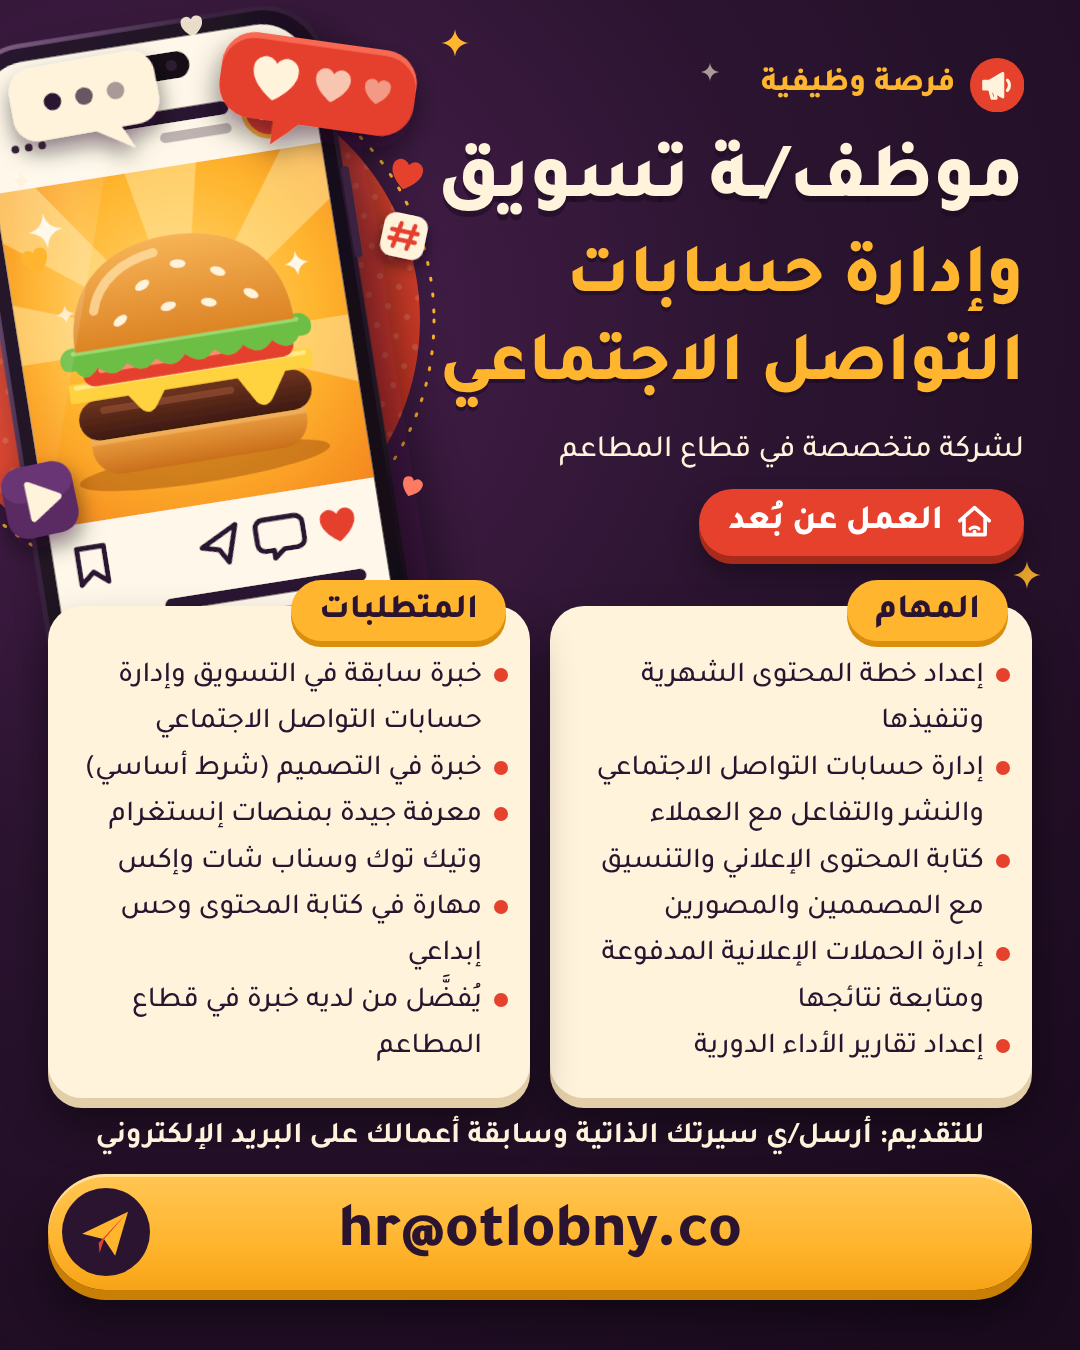 فرصة وظيفية
موظف/ـة تسويق
وإدارة حسابات
التواصل الاجتماعي
لشركة متخصصة في قطاع المطاعم
العمل عن بُعد
المهام
إعداد خطة المحتوى الشهرية
وتنفيذها
إدارة حسابات التواصل الاجتماعي
والنشر والتفاعل مع العملاء
كتابة المحتوى الإعلاني والتنسيق
مع المصممين والمصورين
إدارة الحملات الإعلانية المدفوعة
ومتابعة نتائجها
إعداد تقارير الأداء الدورية
المتطلبات
خبرة سابقة في التسويق وإدارة
حسابات التواصل الاجتماعي
خبرة في التصميم (شرط أساسي)
معرفة جيدة بمنصات إنستغرام
وتيك توك وسناب شات وإكس
مهارة في كتابة المحتوى وحس
إبداعي
يُفضَّل من لديه خبرة في قطاع
المطاعم
للتقديم: أرسل/ي سيرتك الذاتية وسابقة أعمالك على البريد الإلكتروني
hr@otlobny.co